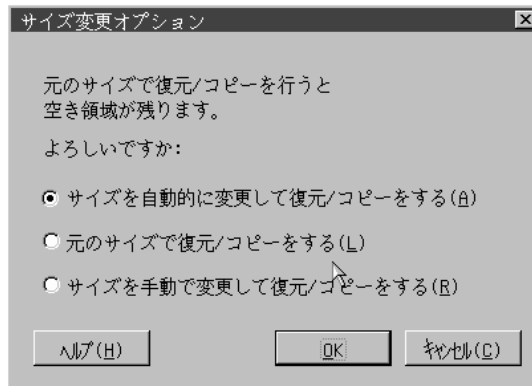 サイズ変更オプション
元のサイズで復元/コピーを行うと
空き領域が残ります。
よろしいですか:
サイズを自動的に変更して復元/コピーをする(A)
元のサイズで復元/コピーをする(L)
サイズを手動で変更して復元/コピーをする(R)
ﾍﾙﾌﾟ(H) OK ｷｬﾝｾﾙ(C)